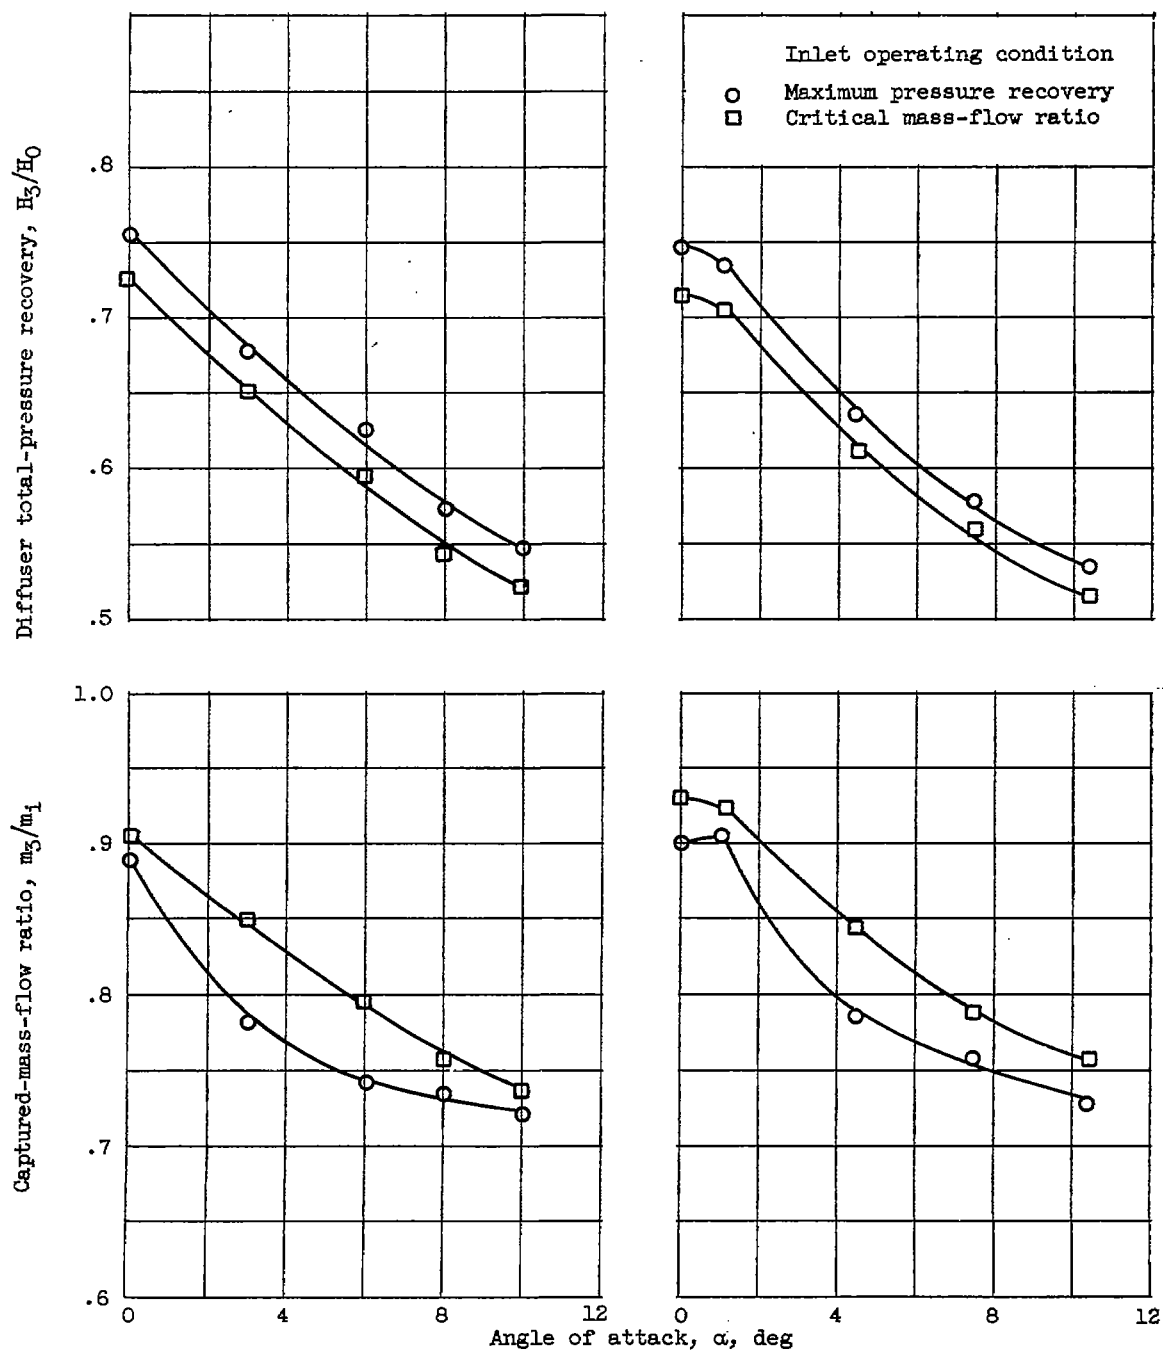 Inlet operating condition
Maximum pressure recovery
Critical mass-flow ratio
Diffuser total-pressure recovery, H3/H0
.8
.7
.6
.5
Captured-mass-flow ratio, m3/mi
1.0
.9
.8
.7
.6
0 4 8 12 0 4 8 12
Angle of attack, α, deg